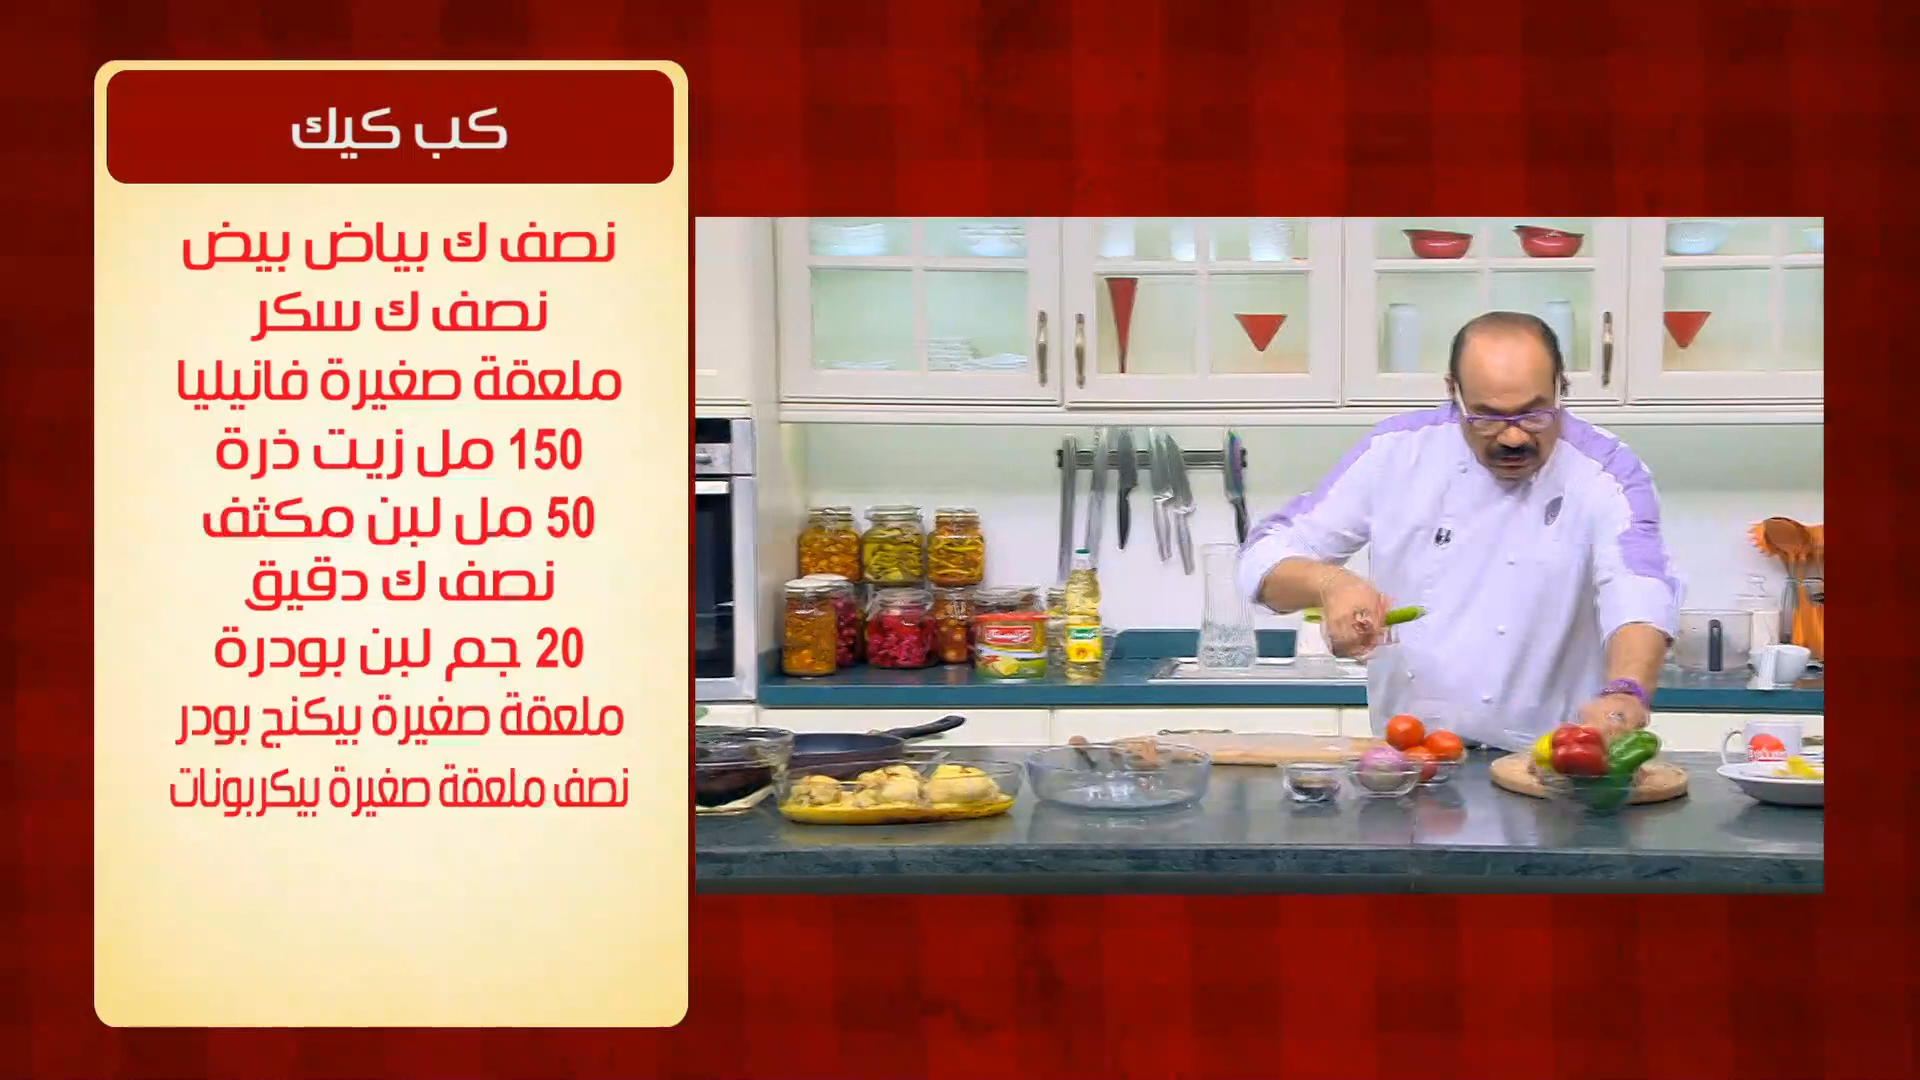 كب كيك
نصف ك بياض بيض
نصف ك سكر
ملعقة صغيرة فانيليا
150 مل زيت ذرة
50 مل لبن مكثف
نصف ك دقيق
20 جم لبن بودرة
ملعقة صغيرة بيكنج بودر
نصف ملعقة صغيرة بيكربونات